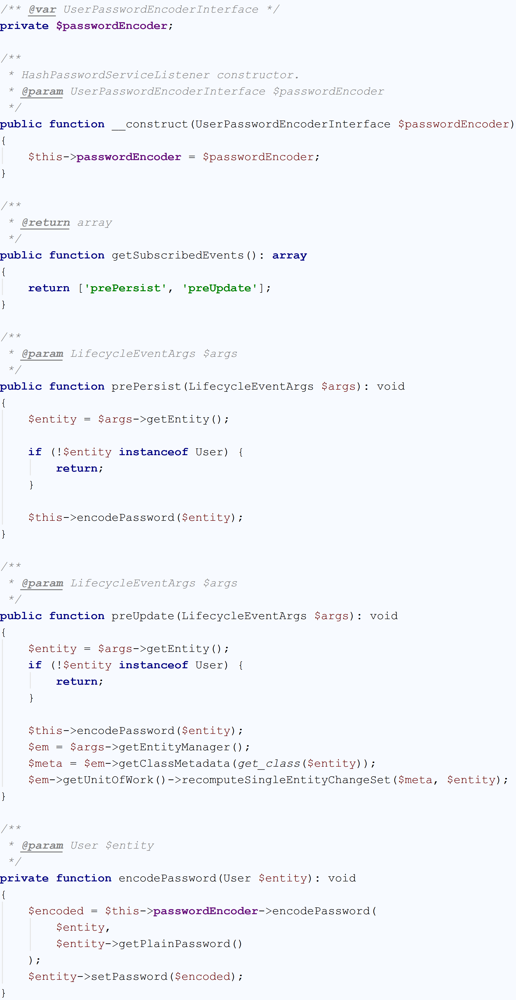 /** @var UserPasswordEncoderInterface */
private $passwordEncoder;

/**
 * HashPasswordServiceListener constructor.
 * @param UserPasswordEncoderInterface $passwordEncoder
 */
public function __construct(UserPasswordEncoderInterface $passwordEncoder)
{
    $this->passwordEncoder = $passwordEncoder;
}

/**
 * @return array
 */
public function getSubscribedEvents(): array
{
    return ['prePersist', 'preUpdate'];
}

/**
 * @param LifecycleEventArgs $args
 */
public function prePersist(LifecycleEventArgs $args): void
{
    $entity = $args->getEntity();

    if (!$entity instanceof User) {
        return;
    }

    $this->encodePassword($entity);
}

/**
 * @param LifecycleEventArgs $args
 */
public function preUpdate(LifecycleEventArgs $args): void
{
    $entity = $args->getEntity();
    if (!$entity instanceof User) {
        return;
    }

    $this->encodePassword($entity);
    $em = $args->getEntityManager();
    $meta = $em->getClassMetadata(get_class($entity));
    $em->getUnitOfWork()->recomputeSingleEntityChangeSet($meta, $entity);
}

/**
 * @param User $entity
 */
private function encodePassword(User $entity): void
{
    $encoded = $this->passwordEncoder->encodePassword(
        $entity,
        $entity->getPlainPassword()
    );
    $entity->setPassword($encoded);
}